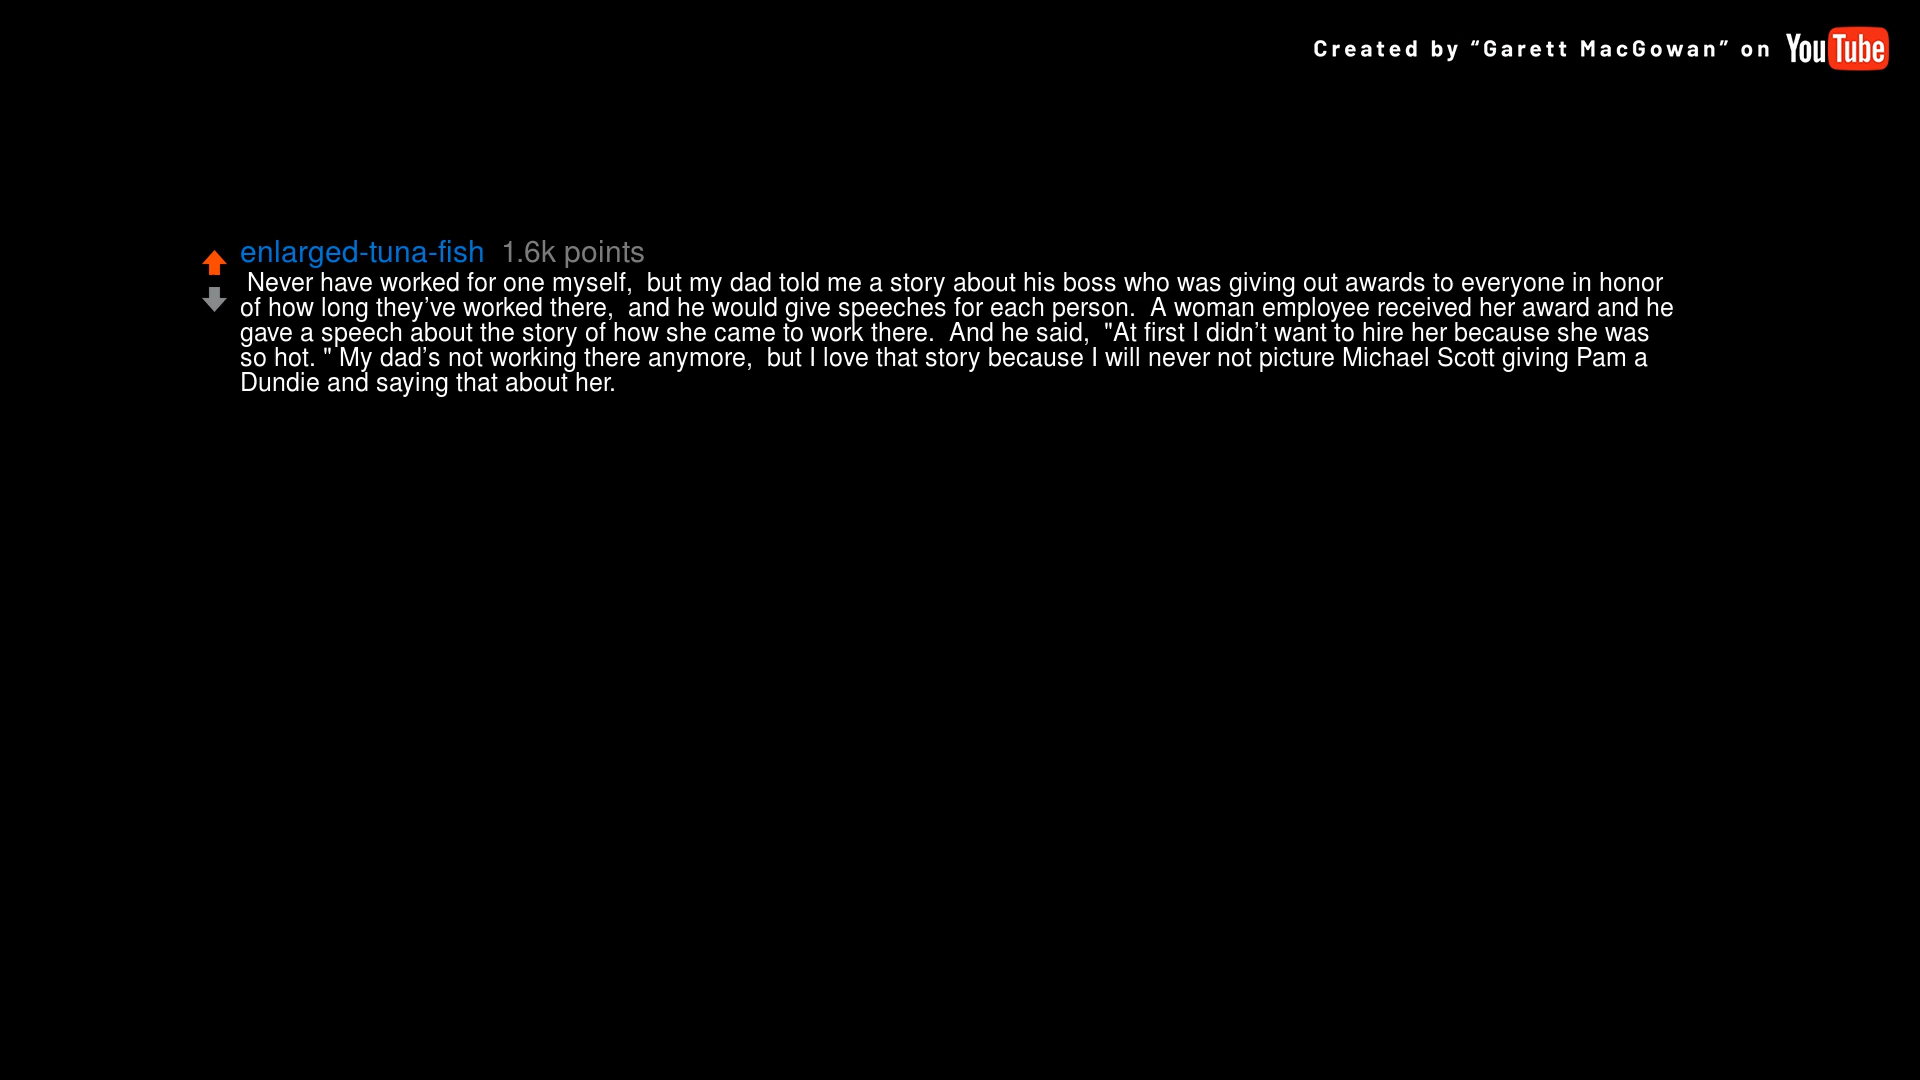 Created by “Garett MacGowan” on YouTube
enlarged-tuna-fish 1.6k points
Never have worked for one myself,  but my dad told me a story about his boss who was giving out awards to everyone in honor
of how long they’ve worked there,  and he would give speeches for each person.  A woman employee received her award and he
gave a speech about the story of how she came to work there.  And he said,  "At first I didn’t want to hire her because she was
so hot. " My dad’s not working there anymore,  but I love that story because I will never not picture Michael Scott giving Pam a
Dundie and saying that about her.